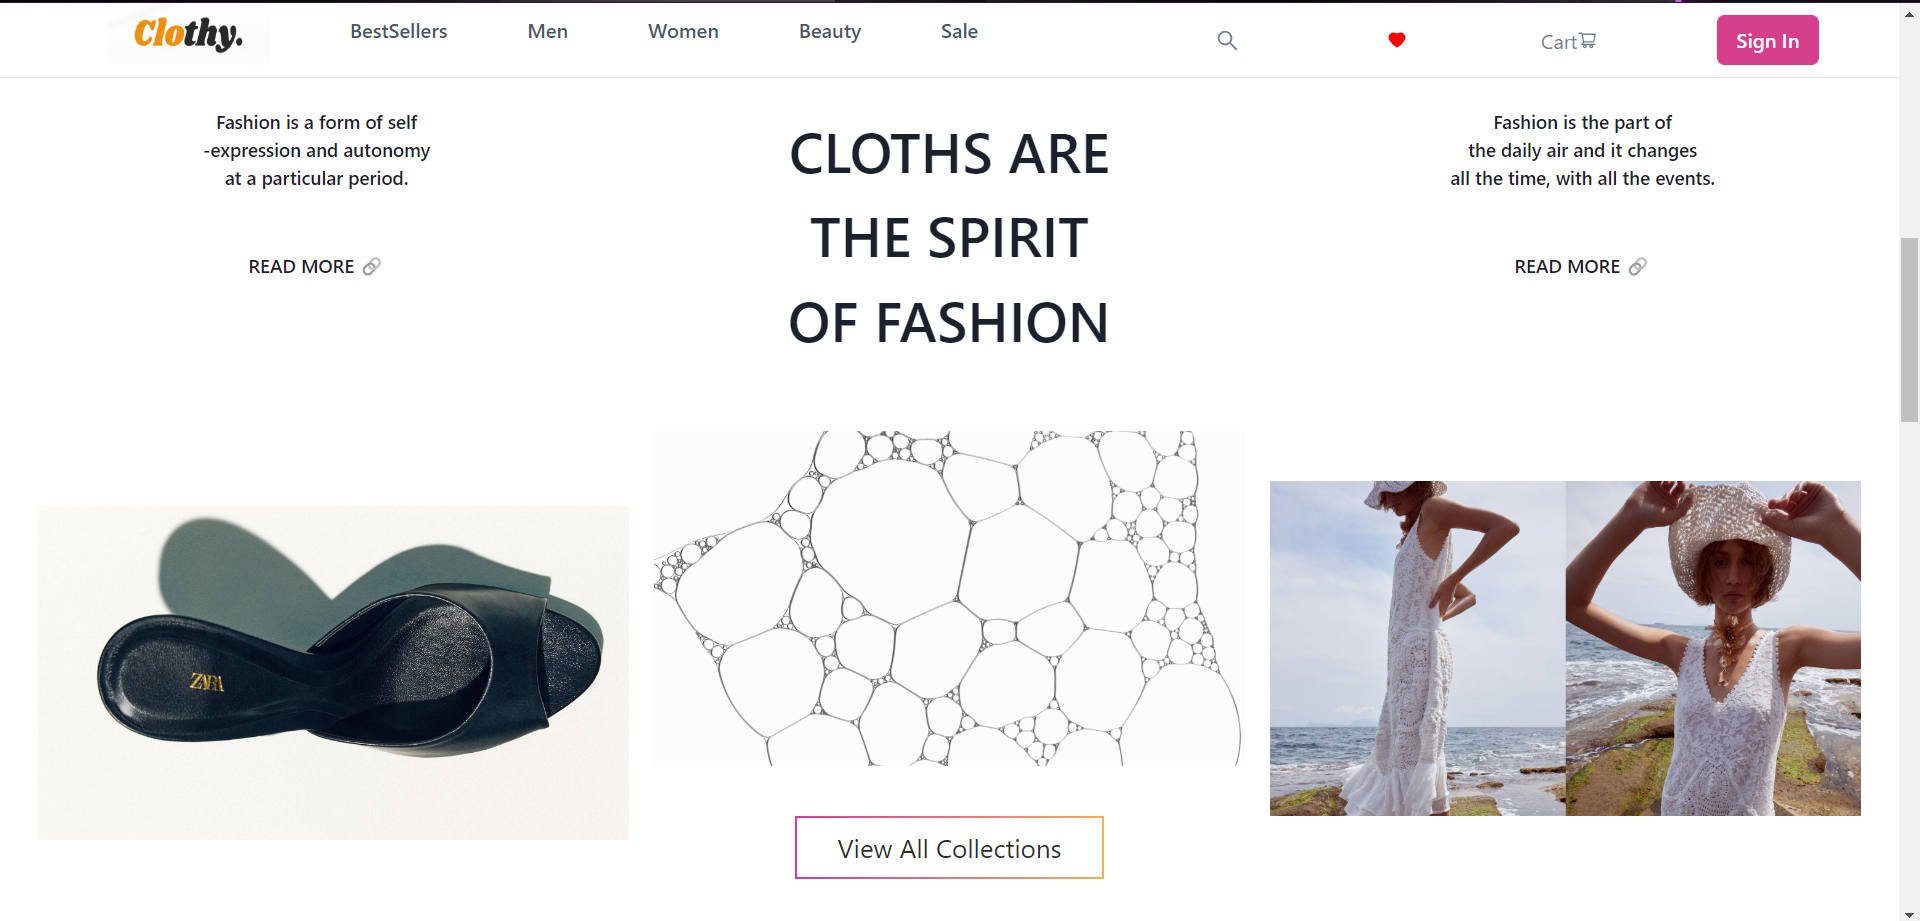 Clothy.
BestSellers
Men
Women
Beauty
Sale
Cart
Sign In
Fashion is a form of self
-expression and autonomy
at a particular period.
READ MORE 🔗
CLOTHS ARE
THE SPIRIT
OF FASHION
Fashion is the part of
the daily air and it changes
all the time, with all the events.
READ MORE 🔗
ZARA
View All Collections